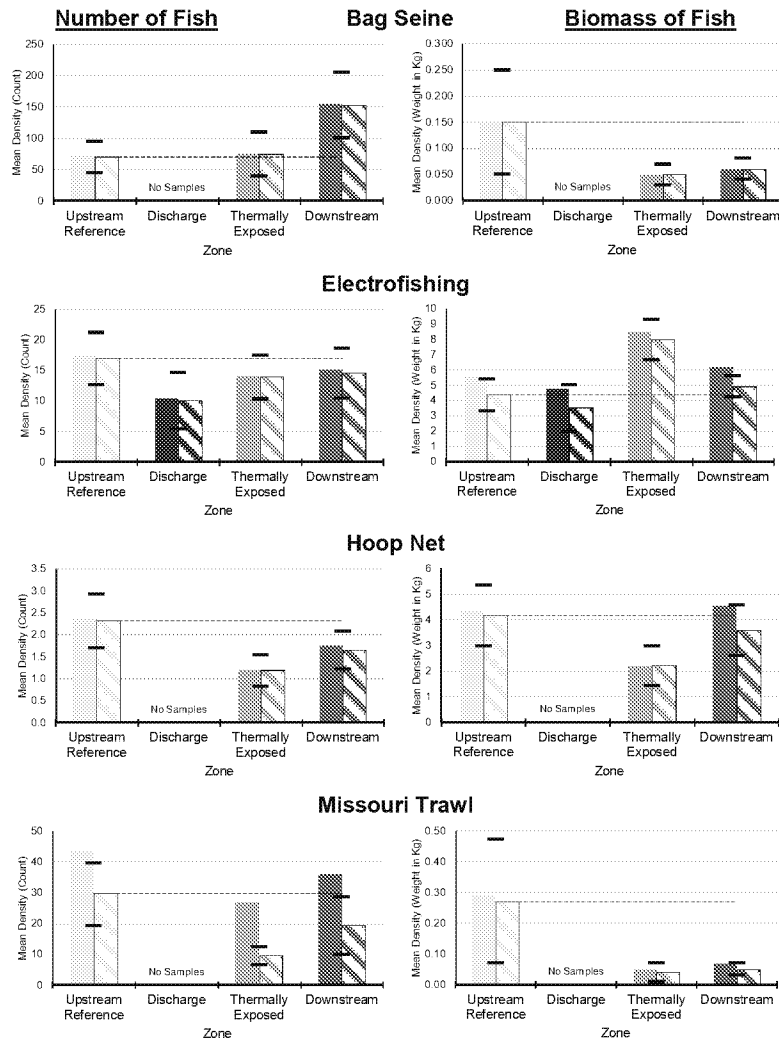 Number of Fish
Bag Seine
Biomass of Fish
Mean Density (Count)
250
200
150
100
50
0
No Samples
Upstream Reference
Discharge
Thermally Exposed
Downstream
Zone
Mean Density (Weight in Kg)
0.300
0.250
0.200
0.150
0.100
0.050
0.000
No Samples
Upstream Reference
Discharge
Thermally Exposed
Downstream
Zone
Electrofishing
Mean Density (Count)
25
20
15
10
5
0
Upstream Reference
Discharge
Thermally Exposed
Downstream
Zone
Mean Density (Weight in Kg)
10
9
8
7
6
5
4
3
2
1
0
Upstream Reference
Discharge
Thermally Exposed
Downstream
Zone
Hoop Net
Mean Density (Count)
3.5
3.0
2.5
2.0
1.5
1.0
0.5
0.0
No Samples
Upstream Reference
Discharge
Thermally Exposed
Downstream
Zone
Mean Density (Weight in Kg)
6
5
4
3
2
1
0
No Samples
Upstream Reference
Discharge
Thermally Exposed
Downstream
Zone
Missouri Trawl
Mean Density (Count)
50
40
30
20
10
0
No Samples
Upstream Reference
Discharge
Thermally Exposed
Downstream
Zone
Mean Density (Weight in Kg)
0.50
0.40
0.30
0.20
0.10
0.00
No Samples
Upstream Reference
Discharge
Thermally Exposed
Downstream
Zone